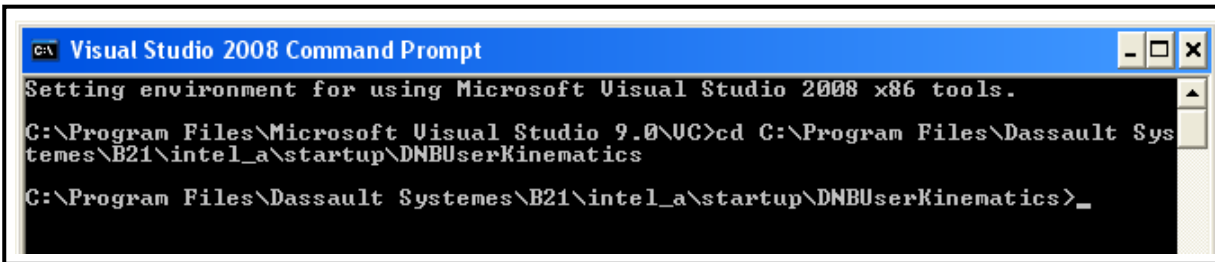 C:\ Visual Studio 2008 Command Prompt
Setting environment for using Microsoft Visual Studio 2008 x86 tools.
C:\Program Files\Microsoft Visual Studio 9.0\VC>cd C:\Program Files\Dassault Sys
temes\B21\intel_a\startup\DNBUserKinematics
C:\Program Files\Dassault Systemes\B21\intel_a\startup\DNBUserKinematics>_